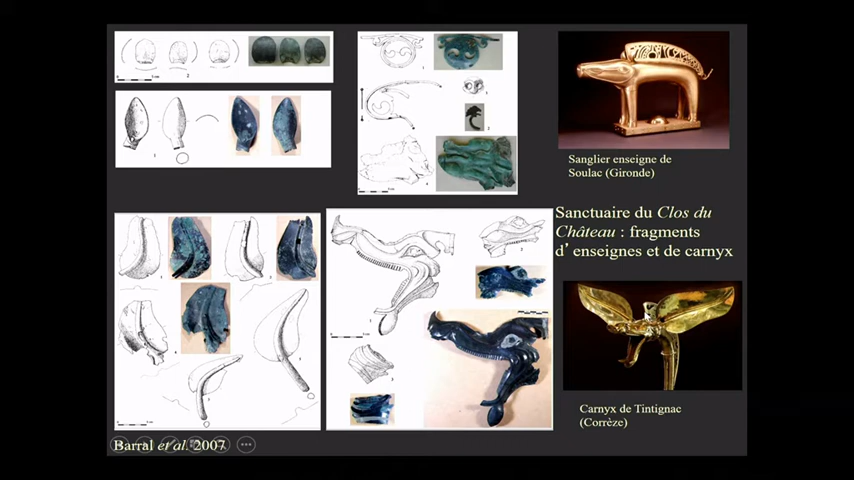 Sanglier enseigne de
Soulac (Gironde)
Sanctuaire du Clos du
Château : fragments
d’enseignes et de carnyx
Carnyx de Tintignac
(Corrèze)
Barral et al. 2007